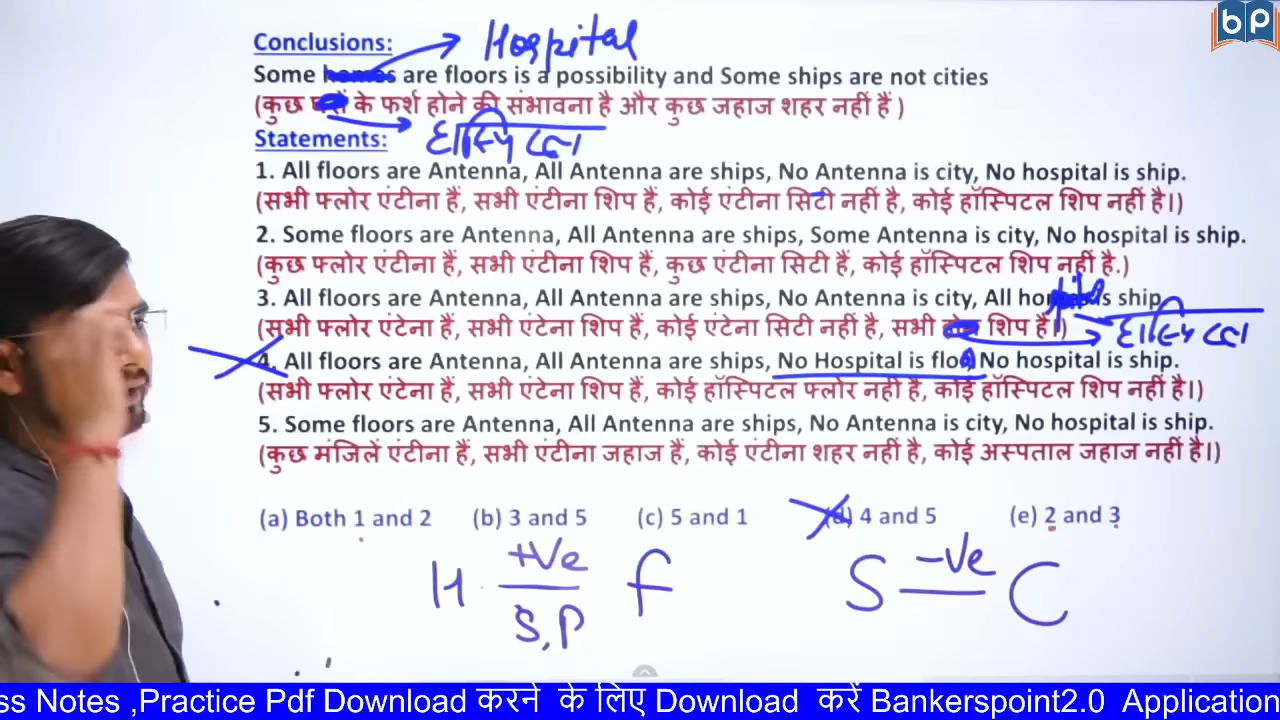 bp
Conclusions: Hospital
Some homes are floors is a possibility and Some ships are not cities
(कुछ के फर्श होने की संभावना है और कुछ जहाज शहर नहीं हैं )
Statements:
1. All floors are Antenna, All Antenna are ships, No Antenna is city, No hospital is ship.
(सभी फ्लोर एंटीना हैं, सभी एंटीना शिप हैं, कोई एंटीना सिटी नहीं है, कोई हॉस्पिटल शिप नहीं है।)
2. Some floors are Antenna, All Antenna are ships, Some Antenna is city, No hospital is ship.
(कुछ फ्लोर एंटीना हैं, सभी एंटीना शिप हैं, कुछ एंटीना सिटी हैं, कोई हॉस्पिटल शिप नहीं है.)
3. All floors are Antenna, All Antenna are ships, No Antenna is city, All is ship
(सभी फ्लोर एंटेना हैं, सभी एंटेना शिप हैं, कोई एंटेना सिटी नहीं है, सभी शिप हैं।)
4. All floors are Antenna, All Antenna are ships, No Hospital is No hospital is ship.
(सभी फ्लोर एंटेना हैं, सभी एंटेना शिप हैं, कोई हॉस्पिटल फ्लोर नहीं है, कोई हॉस्पिटल शिप नहीं है।)
5. Some floors are Antenna, All Antenna are ships, No Antenna is city, No hospital is ship.
(कुछ मंजिलें एंटीना हैं, सभी एंटीना जहाज हैं, कोई एंटीना शहर नहीं है, कोई अस्पताल जहाज नहीं है।)
(a) Both 1 and 2 (b) 3 and 5 (c) 5 and 1 (d) 4 and 5 (e) 2 and 3
H +Ve f S -Ve C
S, P
ss Notes ,Practice Pdf Download करने के लिए Download करें Bankerspoint2.0 Application